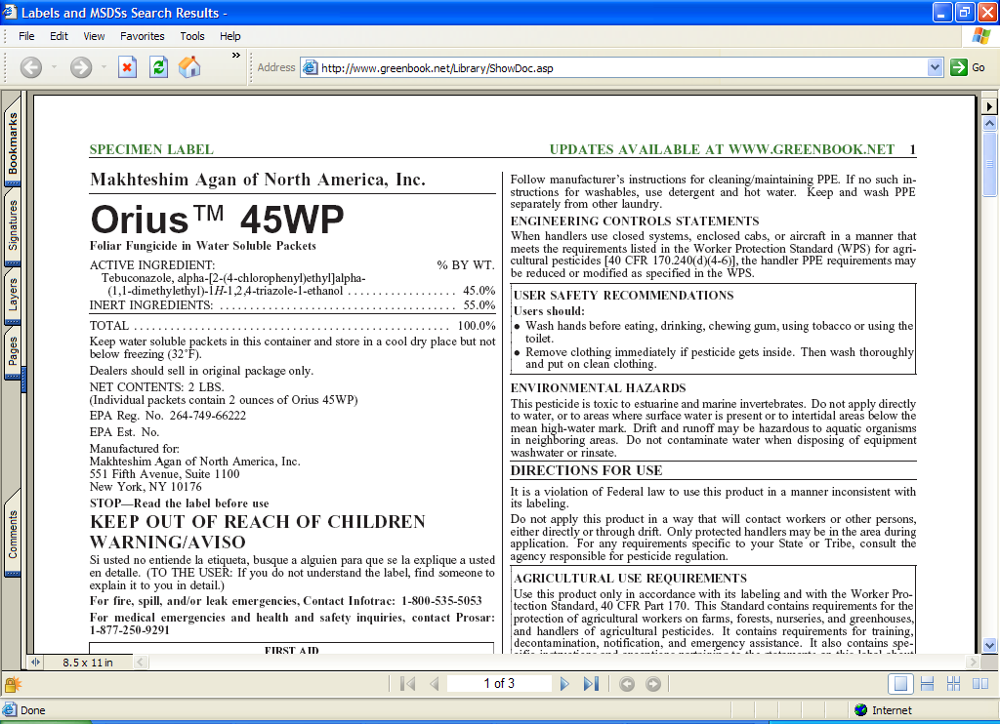 Labels and MSDSs Search Results -
File Edit View Favorites Tools Help
Address http://www.greenbook.net/Library/ShowDoc.asp Go
Bookmarks
Signatures
Layers
Pages
Comments
SPECIMEN LABEL
UPDATES AVAILABLE AT WWW.GREENBOOK.NET 1
Makhteshim Agan of North America, Inc.
Orius™ 45WP
Foliar Fungicide in Water Soluble Packets
ACTIVE INGREDIENT: % BY WT.
Tebuconazole, alpha-[2-(4-chlorophenyl)ethyl]alpha-
(1,1-dimethylethyl)-1H-1,2,4-triazole-1-ethanol . . . . . . . . . . . . . . . . . . 45.0%
INERT INGREDIENTS: . . . . . . . . . . . . . . . . . . . . . . . . . . . . . . . . . . . . . . . 55.0%
TOTAL . . . . . . . . . . . . . . . . . . . . . . . . . . . . . . . . . . . . . . . . . . . . . . . . . . . . 100.0%
Keep water soluble packets in this container and store in a cool dry place but not
below freezing (32˚F).
Dealers should sell in original package only.
NET CONTENTS: 2 LBS.
(Individual packets contain 2 ounces of Orius 45WP)
EPA Reg. No. 264-749-66222
EPA Est. No.
Manufactured for:
Makhteshim Agan of North America, Inc.
551 Fifth Avenue, Suite 1100
New York, NY 10176
STOP—Read the label before use
KEEP OUT OF REACH OF CHILDREN
WARNING/AVISO
Si usted no entiende la etiqueta, busque a alguien para que se la explique a usted
en detalle. (TO THE USER: If you do not understand the label, find someone to
explain it to you in detail.)
For fire, spill, and/or leak emergencies, Contact Infotrac: 1-800-535-5053
For medical emergencies and health and safety inquiries, contact Prosar:
1-877-250-9291
FIRST AID
Follow manufacturer's instructions for cleaning/maintaining PPE. If no such in-
structions for washables, use detergent and hot water. Keep and wash PPE
separately from other laundry.
ENGINEERING CONTROLS STATEMENTS
When handlers use closed systems, enclosed cabs, or aircraft in a manner that
meets the requirements listed in the Worker Protection Standard (WPS) for agri-
cultural pesticides [40 CFR 170.240(d)(4-6)], the handler PPE requirements may
be reduced or modified as specified in the WPS.
USER SAFETY RECOMMENDATIONS
Users should:
● Wash hands before eating, drinking, chewing gum, using tobacco or using the
toilet.
● Remove clothing immediately if pesticide gets inside. Then wash thoroughly
and put on clean clothing.
ENVIRONMENTAL HAZARDS
This pesticide is toxic to estuarine and marine invertebrates. Do not apply directly
to water, or to areas where surface water is present or to intertidal areas below the
mean high-water mark. Drift and runoff may be hazardous to aquatic organisms
in neighboring areas. Do not contaminate water when disposing of equipment
washwater or rinsate.
DIRECTIONS FOR USE
It is a violation of Federal law to use this product in a manner inconsistent with
its labeling.
Do not apply this product in a way that will contact workers or other persons,
either directly or through drift. Only protected handlers may be in the area during
application. For any requirements specific to your State or Tribe, consult the
agency responsible for pesticide regulation.
AGRICULTURAL USE REQUIREMENTS
Use this product only in accordance with its labeling and with the Worker Pro-
tection Standard, 40 CFR Part 170. This Standard contains requirements for the
protection of agricultural workers on farms, forests, nurseries, and greenhouses,
and handlers of agricultural pesticides. It contains requirements for training,
decontamination, notification, and emergency assistance. It also contains spe-
8.5 x 11 in
1 of 3
Done
Internet